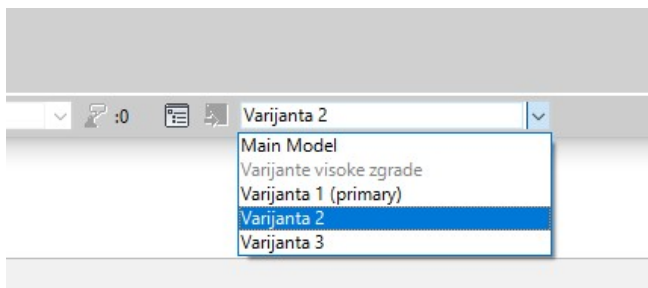 :0
Varijanta 2
Main Model
Varijante visoke zgrade
Varijanta 1 (primary)
Varijanta 2
Varijanta 3